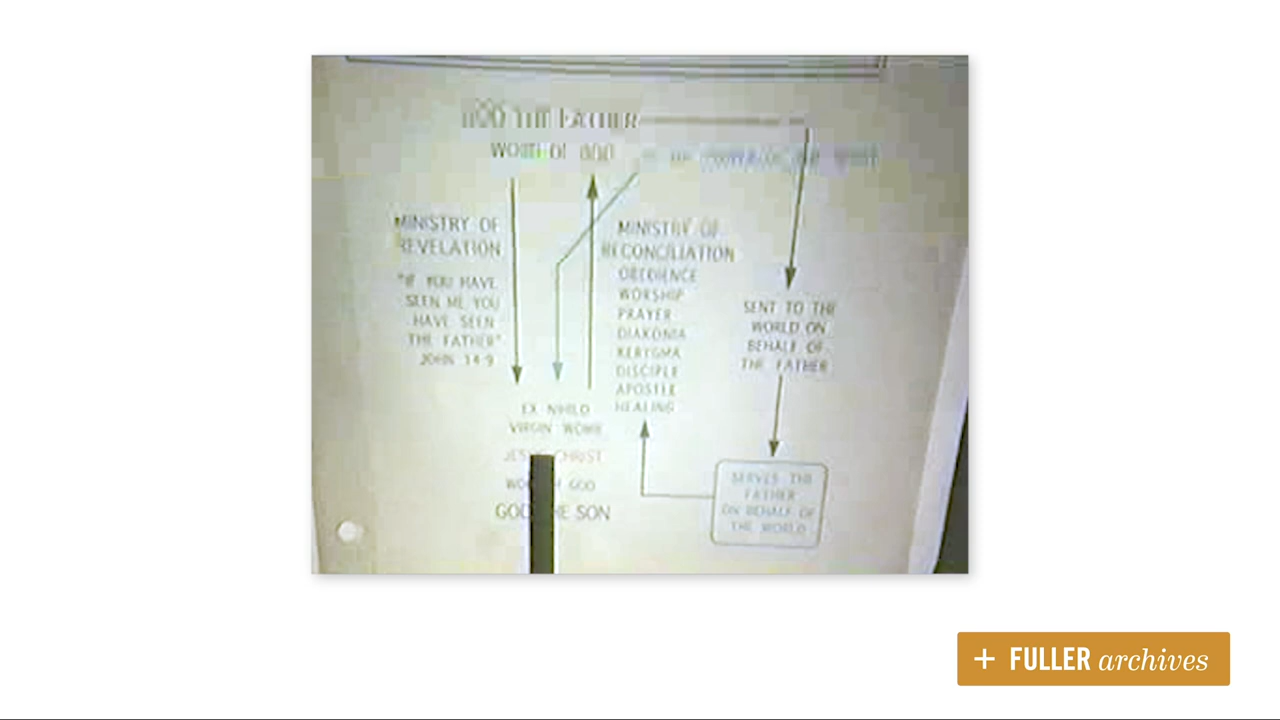 THE FATHER
WORD OF GOD
MINISTRY OF
REVELATION
"IF YOU HAVE
SEEN ME YOU
HAVE SEEN
THE FATHER"
JOHN 14:9
MINISTRY OF
RECONCILIATION
OBEDIENCE
WORSHIP
PRAYER
DIAKONIA
KERYGMA
DISCIPLE
APOSTLE
HEALING
SENT TO THE
WORLD ON
BEHALF OF
THE FATHER
EX NIHILO
VIRGIN WOMB
CHRIST
GOD
GOD SON
SERVES THE
FATHER
ON BEHALF OF
THE WORLD
+ FULLER archives